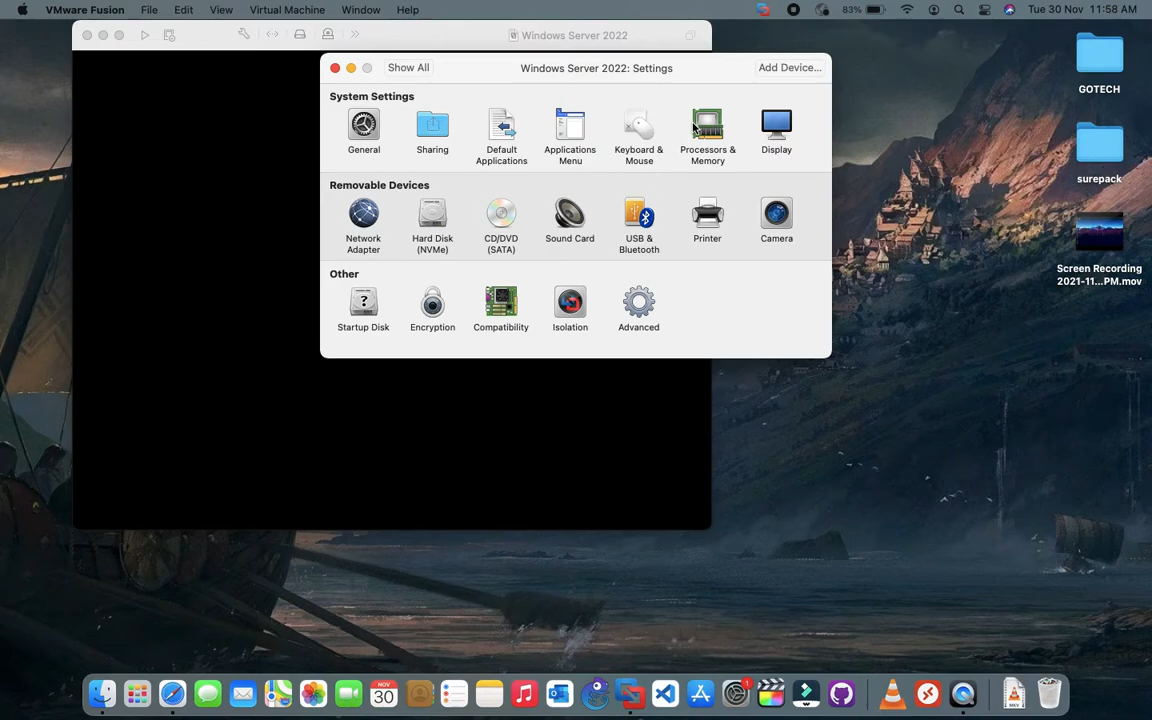 VMware Fusion File Edit View Virtual Machine Window Help 83% Tue 30 Nov 11:58 AM
Windows Server 2022
Show All Windows Server 2022: Settings Add Device...
System Settings
General Sharing Default Applications Applications Menu Keyboard & Mouse Processors & Memory Display
Removable Devices
Network Adapter Hard Disk (NVMe) CD/DVD (SATA) Sound Card USB & Bluetooth Printer Camera
Other
Startup Disk Encryption Compatibility Isolation Advanced
GOTECH
surepack
Screen Recording
2021-11...PM.mov
NOV
30
1